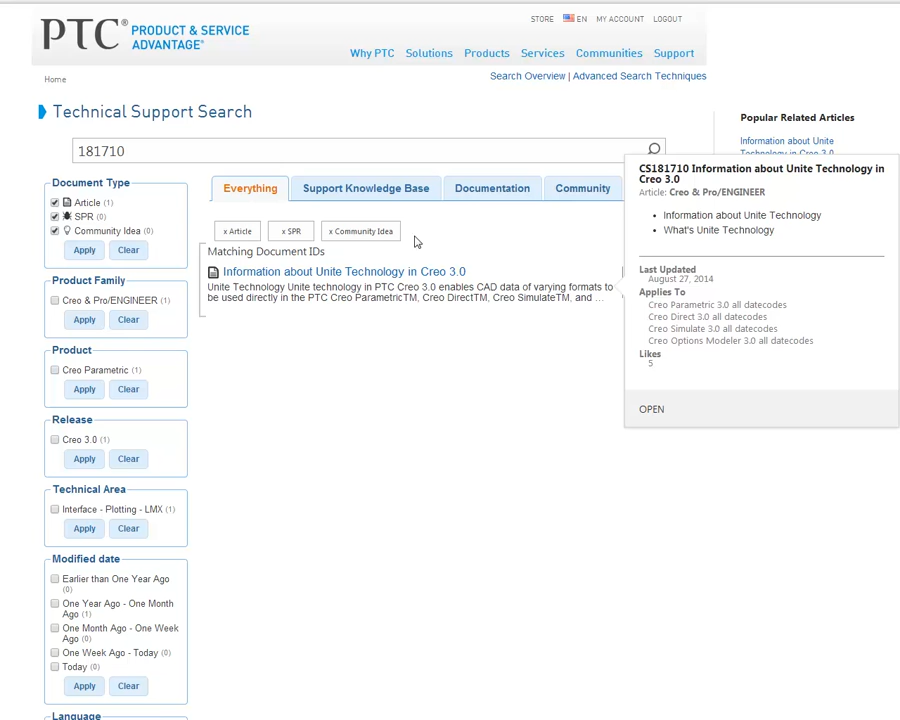 PTC® PRODUCT & SERVICE
ADVANTAGE®
STORE EN MY ACCOUNT LOGOUT
Why PTC Solutions Products Services Communities Support
Home
Search Overview | Advanced Search Techniques
Technical Support Search
181710
Document Type
Article (1)
SPR (0)
Community Idea (0)
Apply Clear
Product Family
Creo & Pro/ENGINEER (1)
Apply Clear
Product
Creo Parametric (1)
Apply Clear
Release
Creo 3.0 (1)
Apply Clear
Technical Area
Interface - Plotting - LMX (1)
Apply Clear
Modified date
Earlier than One Year Ago
(0)
One Year Ago - One Month
Ago (1)
One Month Ago - One Week
Ago (0)
One Week Ago - Today (0)
Today (0)
Apply Clear
Language
Everything Support Knowledge Base Documentation Community
x Article x SPR x Community Idea
Matching Document IDs
Information about Unite Technology in Creo 3.0
Unite Technology Unite technology in PTC Creo 3.0 enables CAD data of varying formats to
be used directly in the PTC Creo ParametricTM, Creo DirectTM, Creo SimulateTM, and ...
Popular Related Articles
Information about Unite
Technology in Creo 3.0
CS181710 Information about Unite Technology in
Creo 3.0
Article: Creo & Pro/ENGINEER
• Information about Unite Technology
• What's Unite Technology
Last Updated
August 27, 2014
Applies To
Creo Parametric 3.0 all datecodes
Creo Direct 3.0 all datecodes
Creo Simulate 3.0 all datecodes
Creo Options Modeler 3.0 all datecodes
Likes
5
OPEN